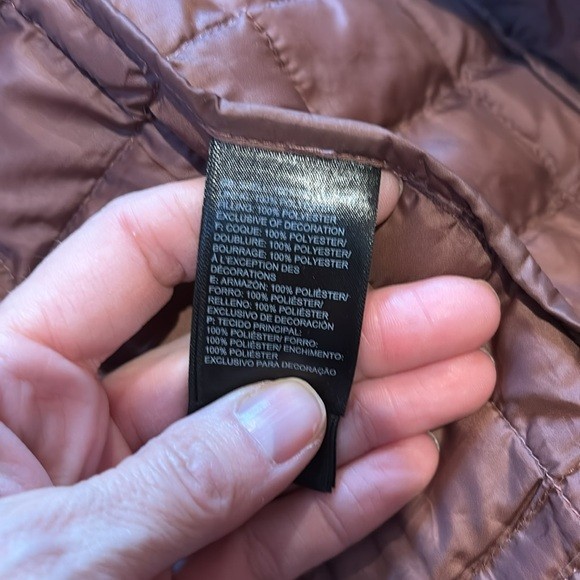 FILLING: 100% POLYESTER
EXCLUSIVE OF DECORATION
F: COQUE: 100% POLYESTER/
DOUBLURE: 100% POLYESTER/
BOURRAGE: 100% POLYESTER
À L'EXCEPTION DES
DÉCORATIONS
E: ARMAZÓN: 100% POLIÉSTER/
FORRO: 100% POLIÉSTER/
RELLENO: 100% POLIÉSTER
EXCLUSIVO DE DECORACIÓN
P: TECIDO PRINCIPAL:
100% POLIÉSTER/ FORRO:
100% POLIÉSTER/ ENCHIMENTO:
100% POLIÉSTER
EXCLUSIVO PARA DECORAÇÃO